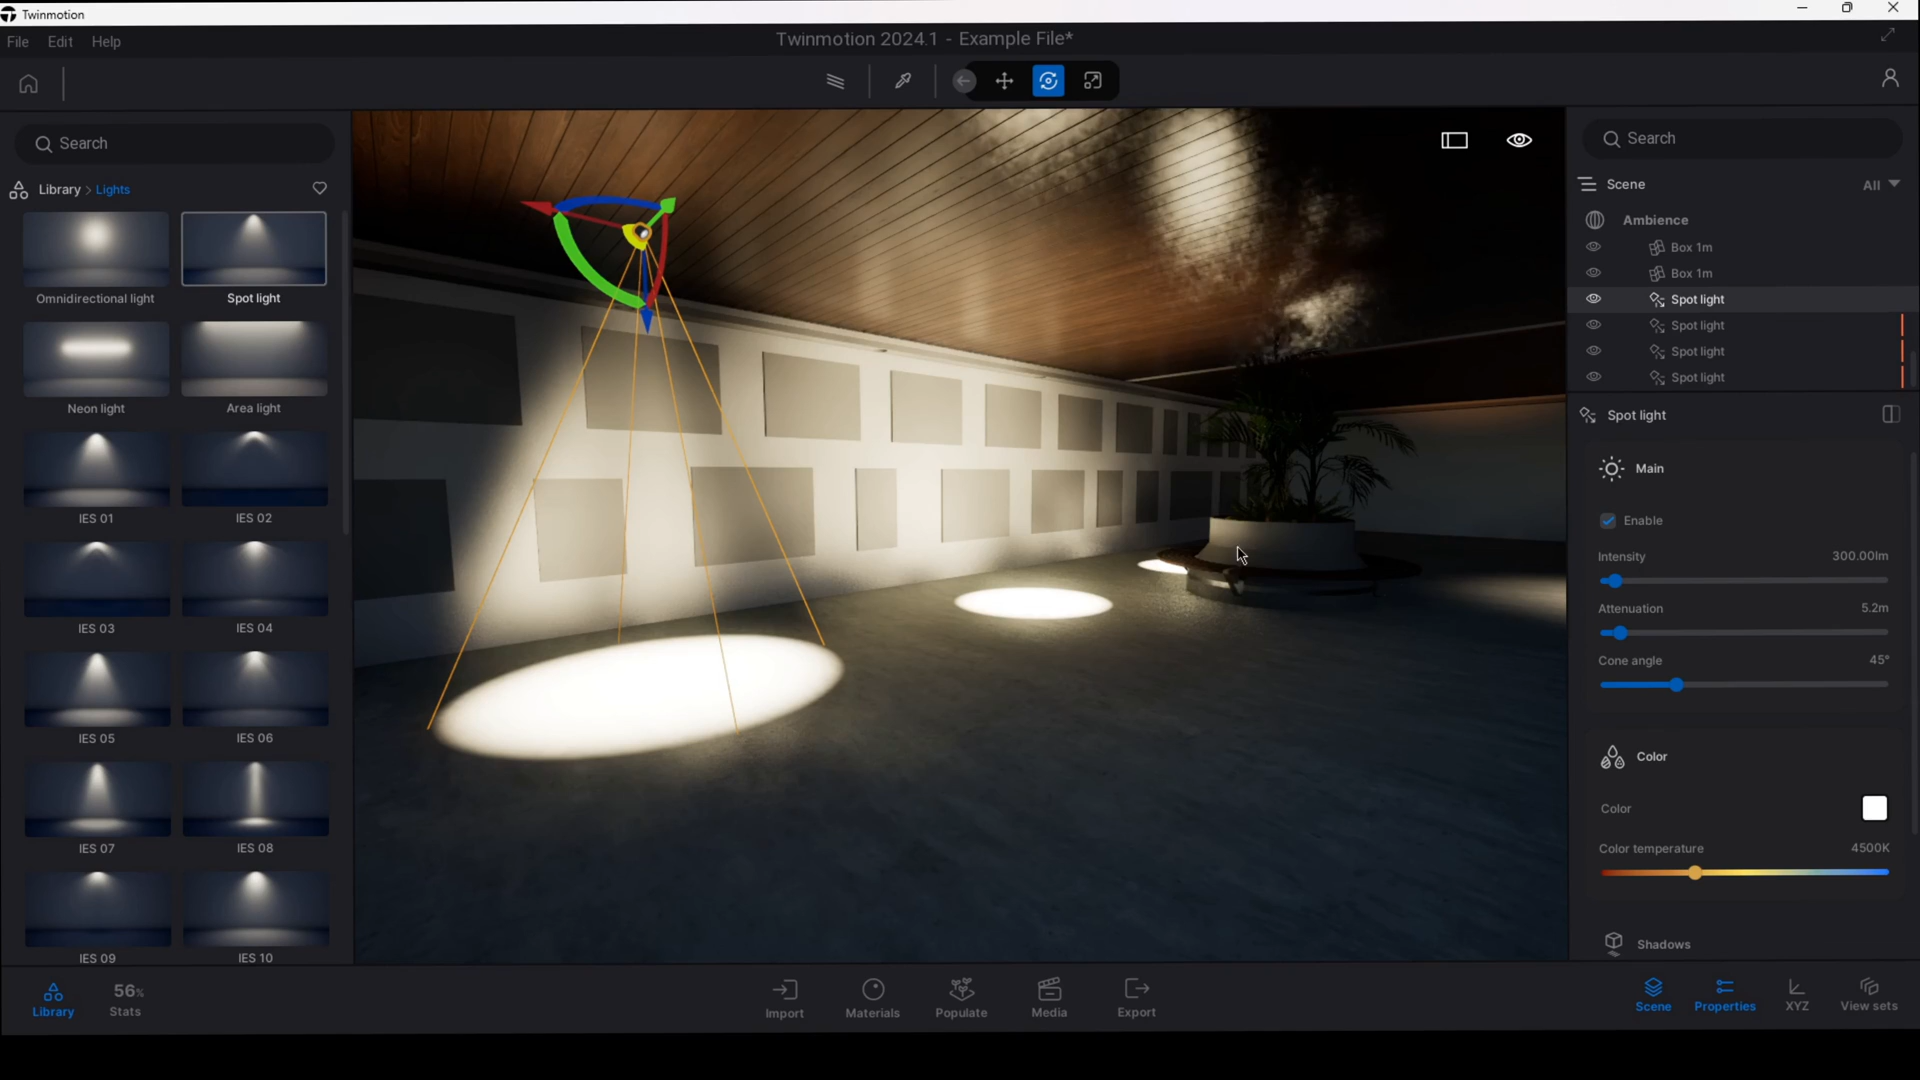 Twinmotion
File Edit Help
Twinmotion 2024.1 - Example File*
Search
Library > Lights
Omnidirectional light
Spot light
Neon light
Area light
IES 01
IES 02
IES 03
IES 04
IES 05
IES 06
IES 07
IES 08
IES 09
IES 10
Search
Scene
All
Ambience
Box 1m
Box 1m
Spot light
Spot light
Spot light
Spot light
Spot light
Main
Enable
Intensity 300.00lm
Attenuation 5.2m
Cone angle 45°
Color
Color
Color temperature 4500K
Shadows
Library
56%
Stats
Import
Materials
Populate
Media
Export
Scene
Properties
XYZ
View sets